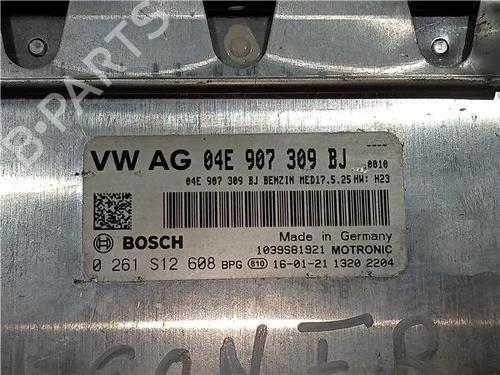 B-PARTS
VW AG 04E 907 309 BJ ----
0010
04E 907 309 BJ BENZIN MED17.5.25 HW: H23
BOSCH
Made in Germany
1039S81921 MOTRONIC
0 261 S12 608 BPG 810 16-01-21 1320 2204